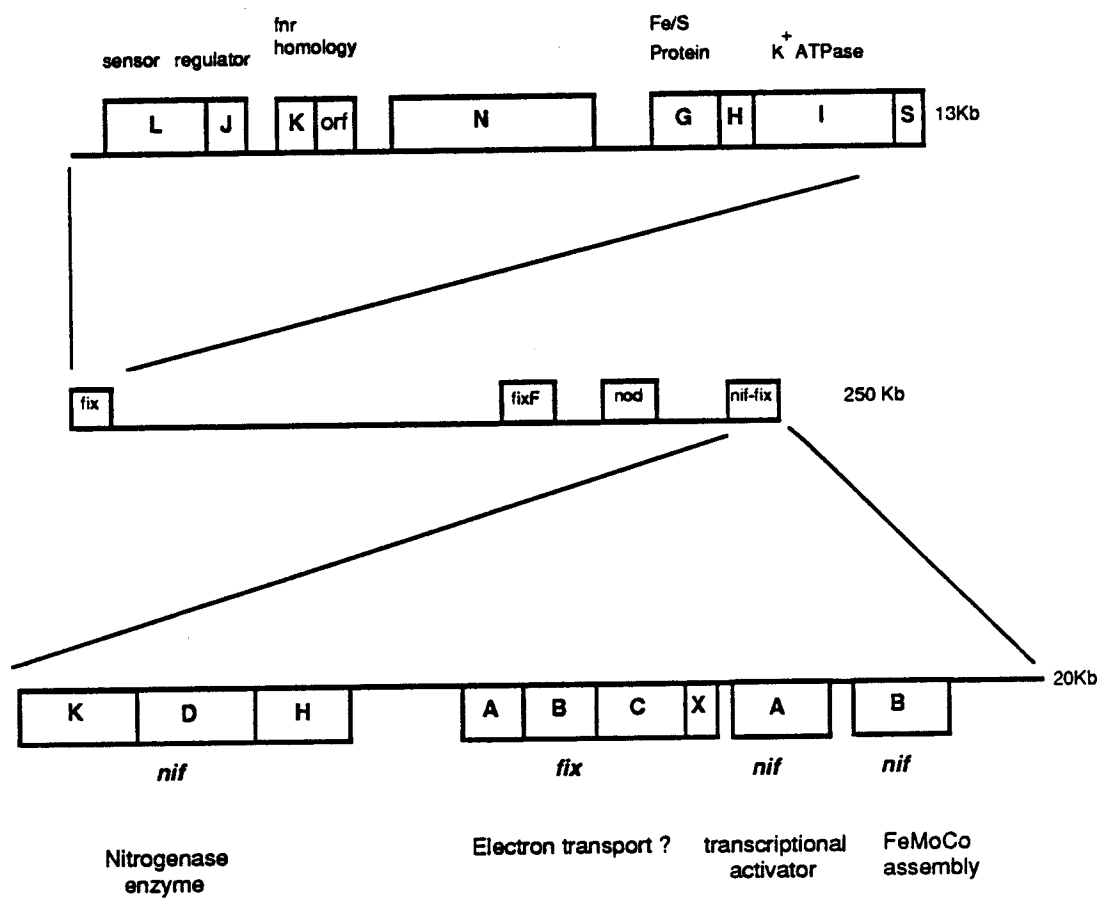 fnr
homology
Fe/S
Protein
K+ ATPase
sensor regulator
L J K orf N G H I S 13Kb
fix fixF nod nif-fix 250 Kb
20Kb
K D H A B C X A B
nif fix nif nif
Nitrogenase
enzyme
Electron transport ?
transcriptional
activator
FeMoCo
assembly